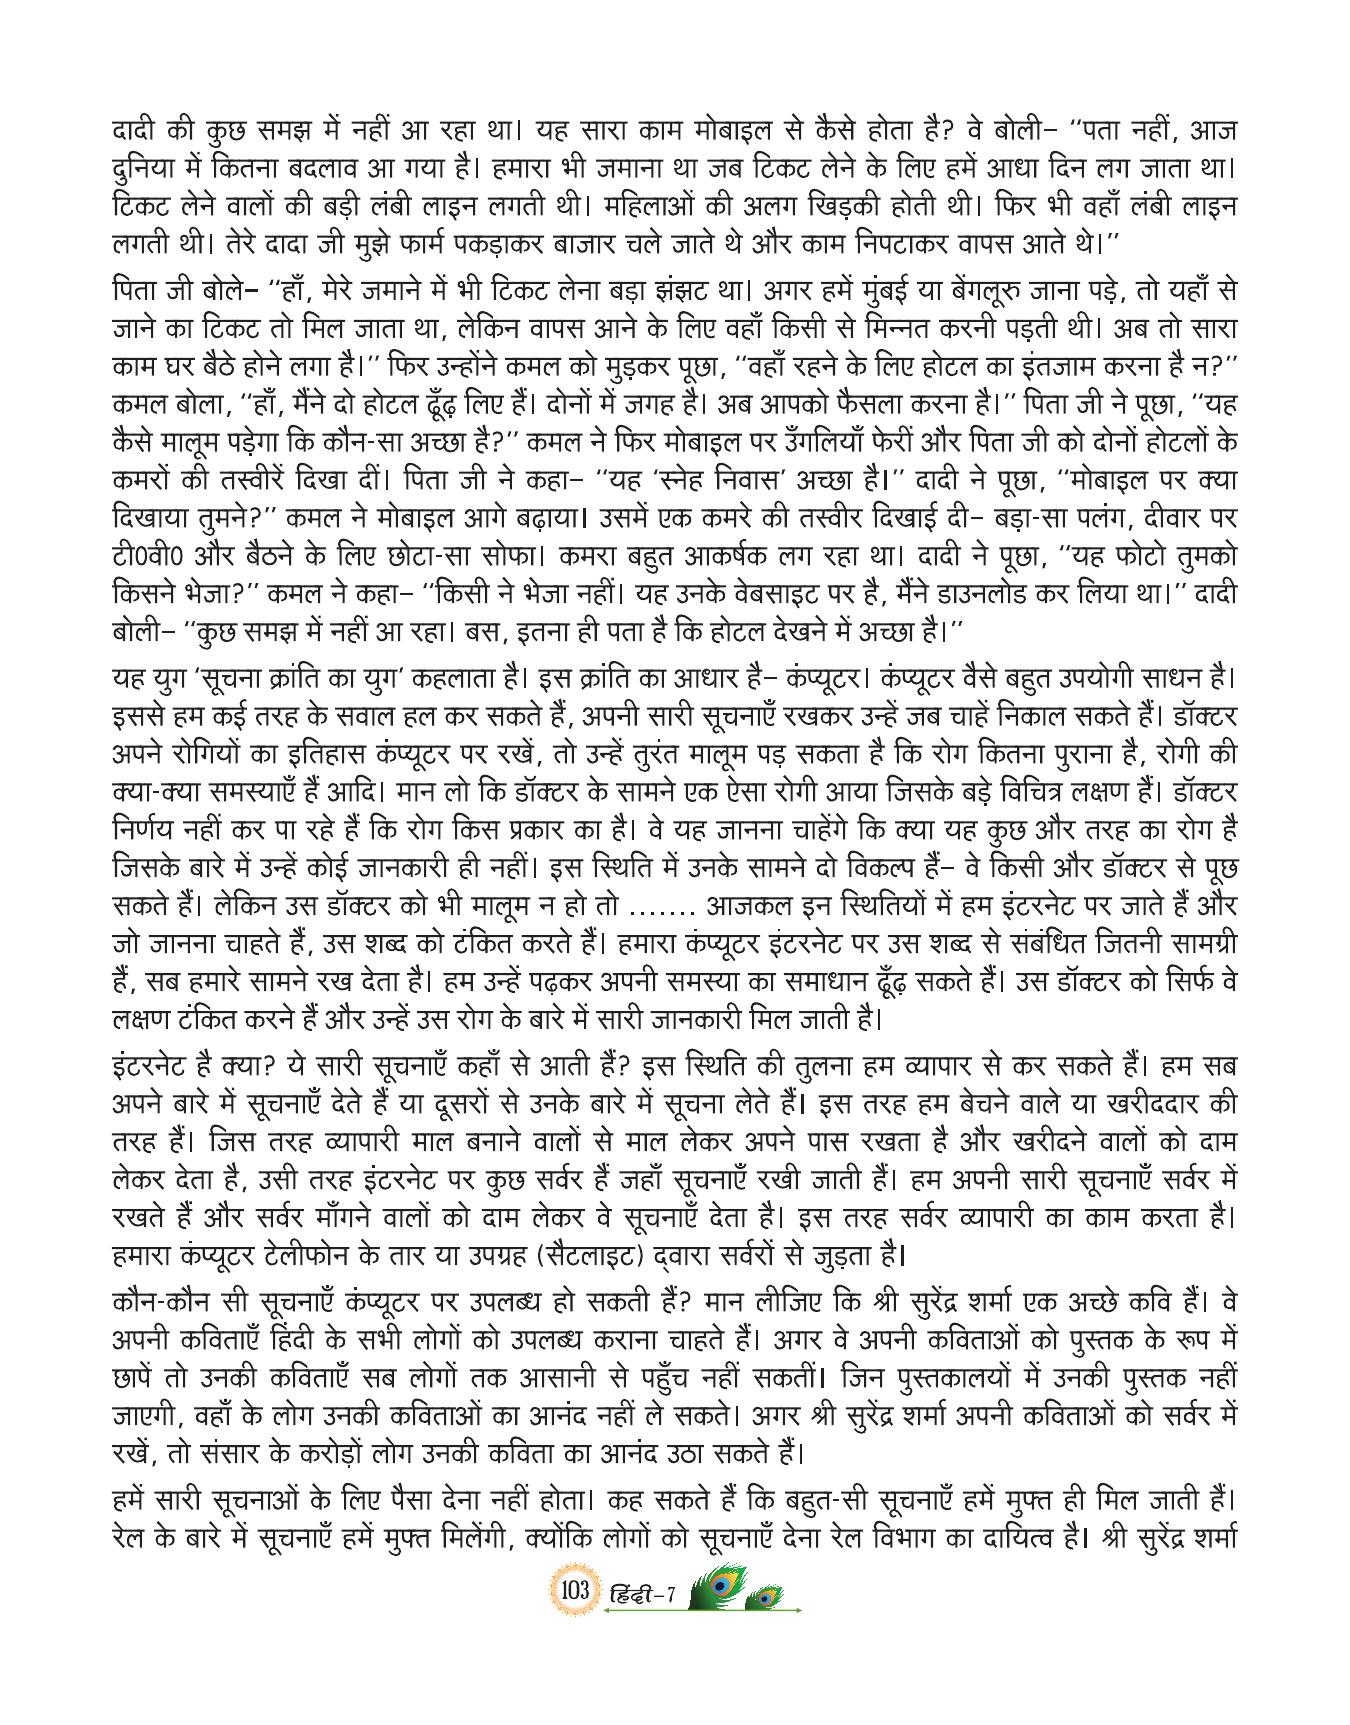 दादी की कुछ समझ में नहीं आ रहा था। यह सारा काम मोबाइल से कैसे होता है? वे बोली– ‘‘पता नहीं, आज
दुनिया में कितना बदलाव आ गया है। हमारा भी जमाना था जब टिकट लेने के लिए हमें आधा दिन लग जाता था।
टिकट लेने वालों की बड़ी लंबी लाइन लगती थी। महिलाओं की अलग खिड़की होती थी। फिर भी वहाँ लंबी लाइन
लगती थी। तेरे दादा जी मुझे फार्म पकड़ाकर बाजार चले जाते थे और काम निपटाकर वापस आते थे।’’
पिता जी बोले– ‘‘हाँ, मेरे जमाने में भी टिकट लेना बड़ा झंझट था। अगर हमें मुंबई या बेंगलूरु जाना पड़े, तो यहाँ से
जाने का टिकट तो मिल जाता था, लेकिन वापस आने के लिए वहाँ किसी से मिन्नत करनी पड़ती थी। अब तो सारा
काम घर बैठे होने लगा है।’’ फिर उन्होंने कमल को मुड़कर पूछा, ‘‘वहाँ रहने के लिए होटल का इंतजाम करना है न?’’
कमल बोला, ‘‘हाँ, मैंने दो होटल ढूँढ़ लिए हैं। दोनों में जगह है। अब आपको फैसला करना है।’’ पिता जी ने पूछा, ‘‘यह
कैसे मालूम पड़ेगा कि कौन-सा अच्छा है?’’ कमल ने फिर मोबाइल पर उँगलियाँ फेरीं और पिता जी को दोनों होटलों के
कमरों की तस्वीरें दिखा दीं। पिता जी ने कहा– ‘‘यह ‘स्नेह निवास’ अच्छा है।’’ दादी ने पूछा, ‘‘मोबाइल पर क्या
दिखाया तुमने?’’ कमल ने मोबाइल आगे बढ़ाया। उसमें एक कमरे की तस्वीर दिखाई दी– बड़ा-सा पलंग, दीवार पर
टी0वी0 और बैठने के लिए छोटा-सा सोफा। कमरा बहुत आकर्षक लग रहा था। दादी ने पूछा, ‘‘यह फोटो तुमको
किसने भेजा?’’ कमल ने कहा– ‘‘किसी ने भेजा नहीं। यह उनके वेबसाइट पर है, मैंने डाउनलोड कर लिया था।’’ दादी
बोली– ‘‘कुछ समझ में नहीं आ रहा। बस, इतना ही पता है कि होटल देखने में अच्छा है।’’
यह युग ‘सूचना क्रांति का युग’ कहलाता है। इस क्रांति का आधार है– कंप्यूटर। कंप्यूटर वैसे बहुत उपयोगी साधन है।
इससे हम कई तरह के सवाल हल कर सकते हैं, अपनी सारी सूचनाएँ रखकर उन्हें जब चाहें निकाल सकते हैं। डॉक्टर
अपने रोगियों का इतिहास कंप्यूटर पर रखें, तो उन्हें तुरंत मालूम पड़ सकता है कि रोग कितना पुराना है, रोगी की
क्या-क्या समस्याएँ हैं आदि। मान लो कि डॉक्टर के सामने एक ऐसा रोगी आया जिसके बड़े विचित्र लक्षण हैं। डॉक्टर
निर्णय नहीं कर पा रहे हैं कि रोग किस प्रकार का है। वे यह जानना चाहेंगे कि क्या यह कुछ और तरह का रोग है
जिसके बारे में उन्हें कोई जानकारी ही नहीं। इस स्थिति में उनके सामने दो विकल्प हैं– वे किसी और डॉक्टर से पूछ
सकते हैं। लेकिन उस डॉक्टर को भी मालूम न हो तो ....... आजकल इन स्थितियों में हम इंटरनेट पर जाते हैं और
जो जानना चाहते हैं, उस शब्द को टंकित करते हैं। हमारा कंप्यूटर इंटरनेट पर उस शब्द से संबंधित जितनी सामग्री
हैं, सब हमारे सामने रख देता है। हम उन्हें पढ़कर अपनी समस्या का समाधान ढूँढ़ सकते हैं। उस डॉक्टर को सिर्फ वे
लक्षण टंकित करने हैं और उन्हें उस रोग के बारे में सारी जानकारी मिल जाती है।
इंटरनेट है क्या? ये सारी सूचनाएँ कहाँ से आती हैं? इस स्थिति की तुलना हम व्यापार से कर सकते हैं। हम सब
अपने बारे में सूचनाएँ देते हैं या दूसरों से उनके बारे में सूचना लेते हैं। इस तरह हम बेचने वाले या खरीददार की
तरह हैं। जिस तरह व्यापारी माल बनाने वालों से माल लेकर अपने पास रखता है और खरीदने वालों को दाम
लेकर देता है, उसी तरह इंटरनेट पर कुछ सर्वर हैं जहाँ सूचनाएँ रखी जाती हैं। हम अपनी सारी सूचनाएँ सर्वर में
रखते हैं और सर्वर माँगने वालों को दाम लेकर वे सूचनाएँ देता है। इस तरह सर्वर व्यापारी का काम करता है।
हमारा कंप्यूटर टेलीफोन के तार या उपग्रह (सैटलाइट) द्वारा सर्वरों से जुड़ता है।
कौन-कौन सी सूचनाएँ कंप्यूटर पर उपलब्ध हो सकती हैं? मान लीजिए कि श्री सुरेंद्र शर्मा एक अच्छे कवि हैं। वे
अपनी कविताएँ हिंदी के सभी लोगों को उपलब्ध कराना चाहते हैं। अगर वे अपनी कविताओं को पुस्तक के रूप में
छापें तो उनकी कविताएँ सब लोगों तक आसानी से पहुँच नहीं सकतीं। जिन पुस्तकालयों में उनकी पुस्तक नहीं
जाएगी, वहाँ के लोग उनकी कविताओं का आनंद नहीं ले सकते। अगर श्री सुरेंद्र शर्मा अपनी कविताओं को सर्वर में
रखें, तो संसार के करोड़ों लोग उनकी कविता का आनंद उठा सकते हैं।
हमें सारी सूचनाओं के लिए पैसा देना नहीं होता। कह सकते हैं कि बहुत-सी सूचनाएँ हमें मुफ्त ही मिल जाती हैं।
रेल के बारे में सूचनाएँ हमें मुफ्त मिलेंगी, क्योंकि लोगों को सूचनाएँ देना रेल विभाग का दायित्व है। श्री सुरेंद्र शर्मा
103 हिंदी–7